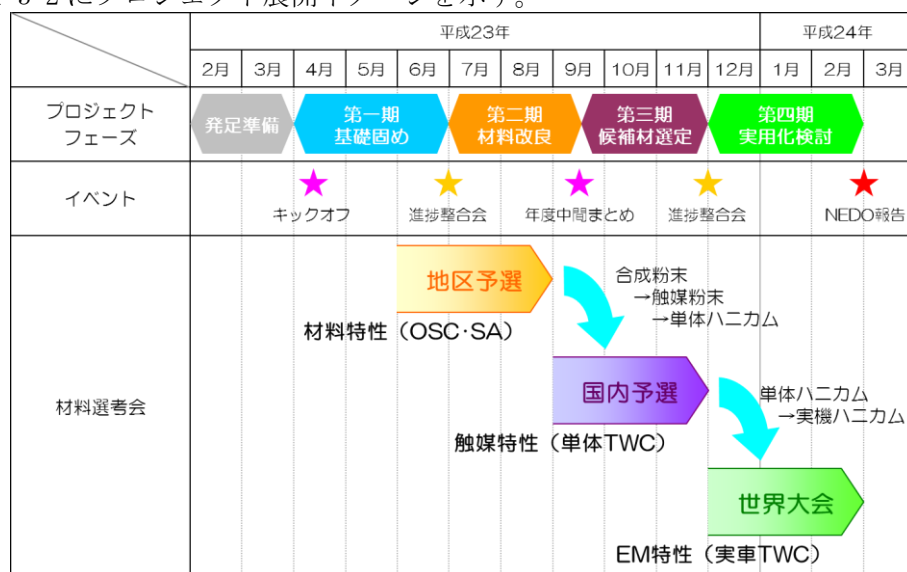 平成23年 平成24年
2月 3月 4月 5月 6月 7月 8月 9月 10月 11月 12月 1月 2月 3月
プロジェクト
フェーズ
発足準備
第一期
基礎固め
第二期
材料改良
第三期
候補材選定
第四期
実用化検討
イベント
キックオフ
進捗整合会
年度中間まとめ
進捗整合会
NEDO報告
材料選考会
地区予選
材料特性（OSC・SA）
合成粉末
→触媒粉末
→単体ハニカム
国内予選
触媒特性（単体TWC）
単体ハニカム
→実機ハニカム
世界大会
EM特性（実車TWC）